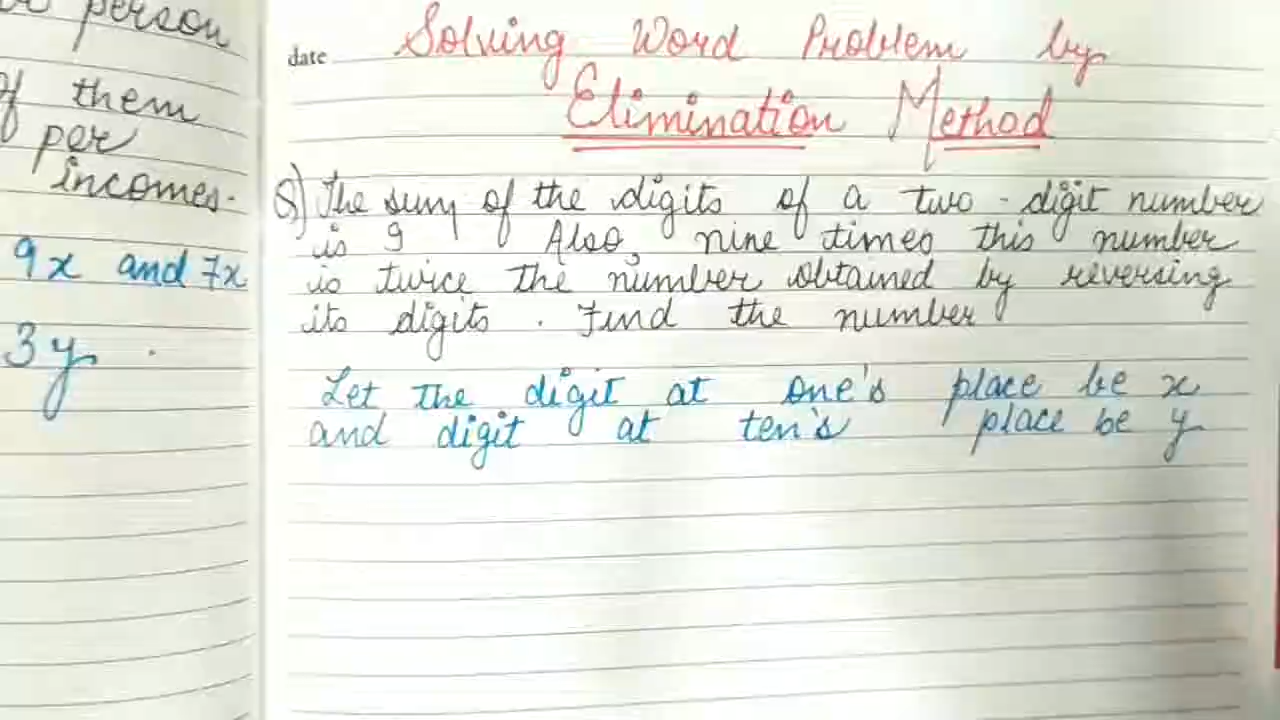 person
of them
per
incomes.
9x and 7x
3y.
date
Solving Word Problem by
Elimination Method
Q) The sum of the digits of a two-digit number
is 9 Also, nine times this number
is twice the number obtained by reversing
its digits. Find the number
Let the digit at one's place be x
and digit at ten's place be y